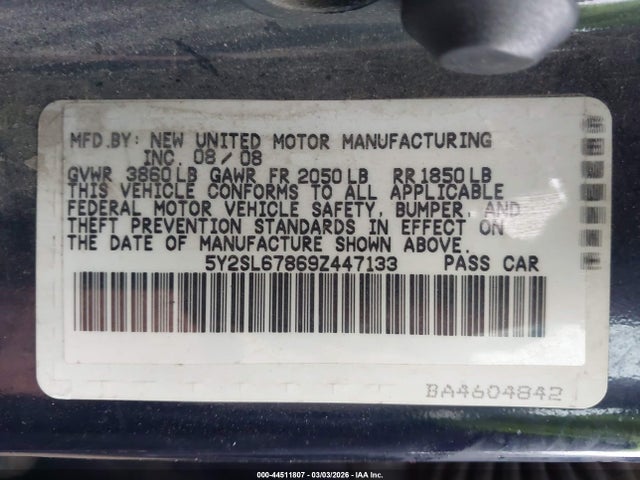 MFD.BY: NEW UNITED MOTOR MANUFACTURING
INC. 08/08
GVWR 3860LB GAWR FR 2050LB RR1850LB
THIS VEHICLE CONFORMS TO ALL APPLICABLE
FEDERAL MOTOR VEHICLE SAFETY, BUMPER, AND
THEFT PREVENTION STANDARDS IN EFFECT ON
THE DATE OF MANUFACTURE SHOWN ABOVE.
5Y2SL67869Z447133 PASS CAR
BA4604842
000-44511807 - 03/03/2026 - IAA Inc.